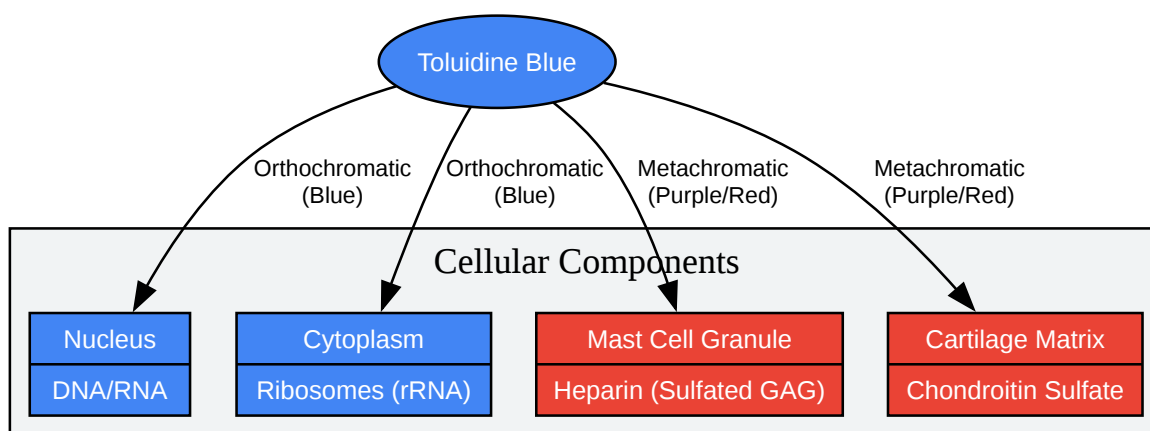 Toluidine Blue
Orthochromatic
(Blue)
Orthochromatic
(Blue)
Metachromatic
(Purple/Red)
Metachromatic
(Purple/Red)
Cellular Components
Nucleus
DNA/RNA
Cytoplasm
Ribosomes (rRNA)
Mast Cell Granule
Heparin (Sulfated GAG)
Cartilage Matrix
Chondroitin Sulfate